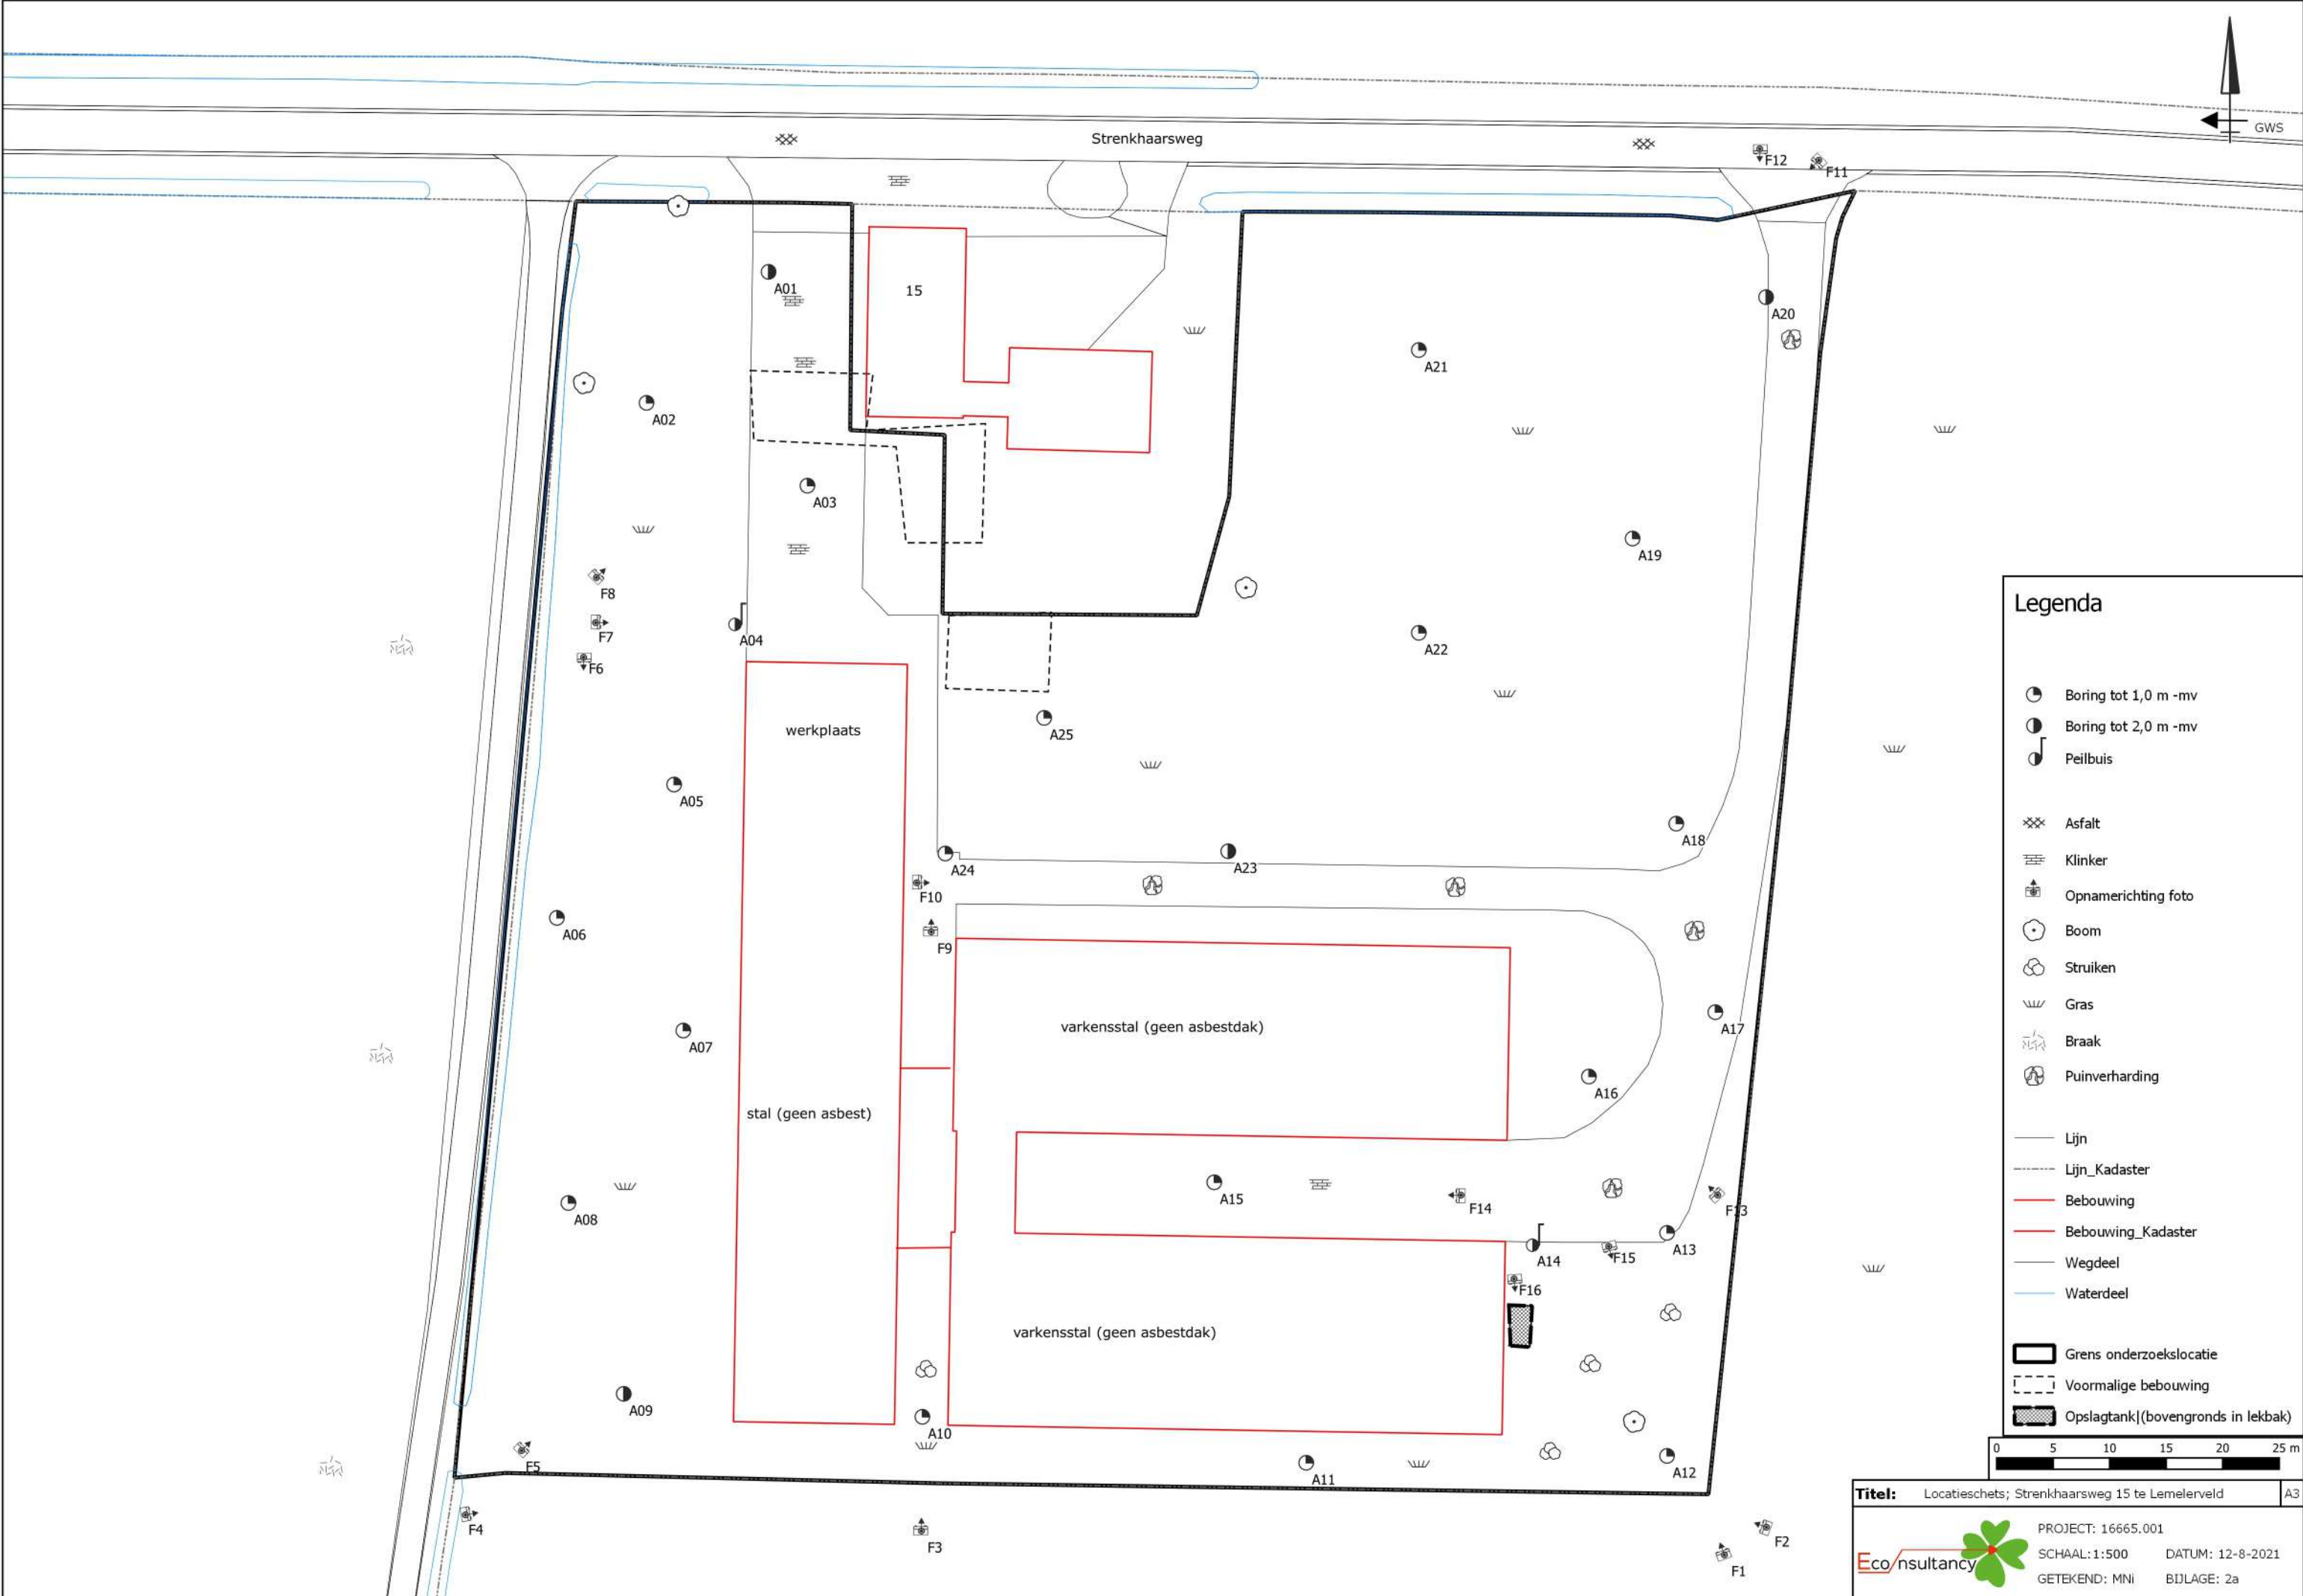 Strenkhaarsweg
GWS
F12
F11
A01
15
A20
A21
A02
A03
A19
F8
F7
A04
F6
A22
werkplaats
A25
A05
A18
A24
A23
F10
A06
F9
A17
varkensstal (geen asbestdak)
A07
A16
stal (geen asbest)
A15
F14
F13
A08
A13
A14
F15
F16
varkensstal (geen asbestdak)
A09
A10
F5
A11
A12
F4
F3
F2
F1
Legenda
Boring tot 1,0 m -mv
Boring tot 2,0 m -mv
Peilbuis
Asfalt
Klinker
Opnamerichting foto
Boom
Struiken
Gras
Braak
Puinverharding
Lijn
Lijn_Kadaster
Bebouwing
Bebouwing_Kadaster
Wegdeel
Waterdeel
Grens onderzoekslocatie
Voormalige bebouwing
Opslagtank|(bovengronds in lekbak)
0 5 10 15 20 25 m
Titel: Locatieschets; Strenkhaarsweg 15 te Lemelerveld A3
Econsultancy
PROJECT: 16665.001
SCHAAL:1:500 DATUM: 12-8-2021
GETEKEND: MNi BIJLAGE: 2a